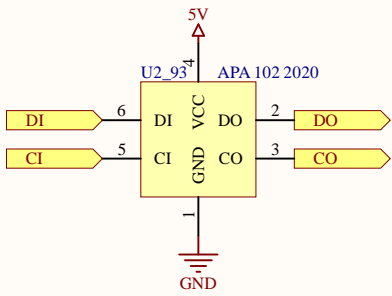 5V
4
U2_93 APA 102 2020
DI 6 DI VCC DO 2 DO
CI 5 CI GND CO 3 CO
1
GND